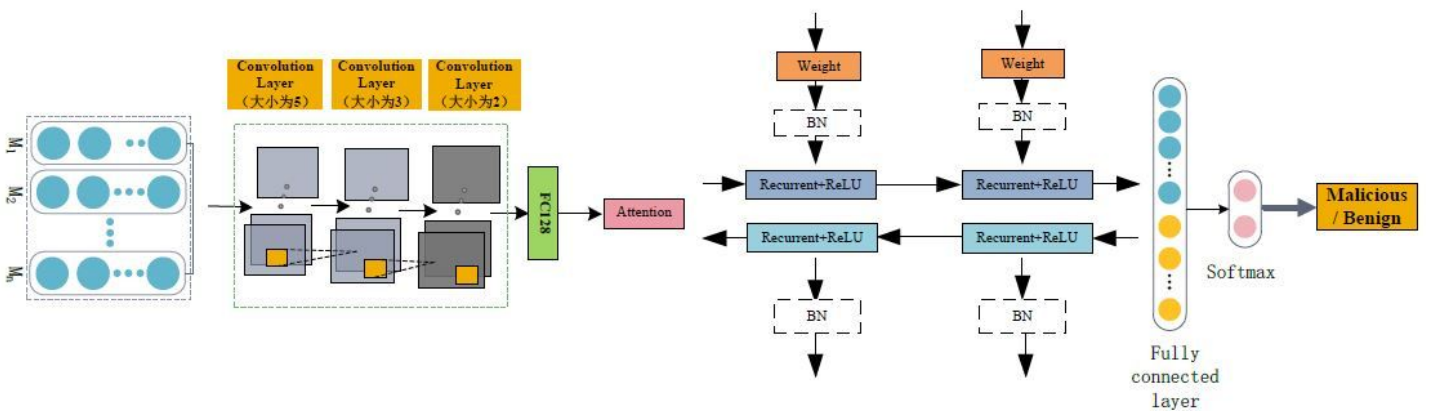 M1
M2
Mn
Convolution
Layer
（大小为5）
Convolution
Layer
（大小为3）
Convolution
Layer
（大小为2）
FC128
Attention
Weight
BN
Recurrent+ReLU
Recurrent+ReLU
BN
Weight
BN
Recurrent+ReLU
Recurrent+ReLU
BN
Fully
connected
layer
Softmax
Malicious
/ Benign